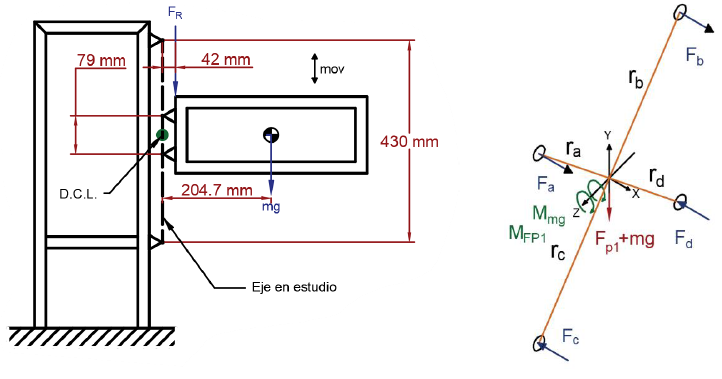 F_R
79 mm
42 mm
mov
430 mm
D.C.L.
204.7 mm
mg
Eje en estudio
F_b
r_b
Y
r_a
r_d
F_a
X
Z
M_mg
M_FP1
F_p1+mg
F_d
r_c
F_c